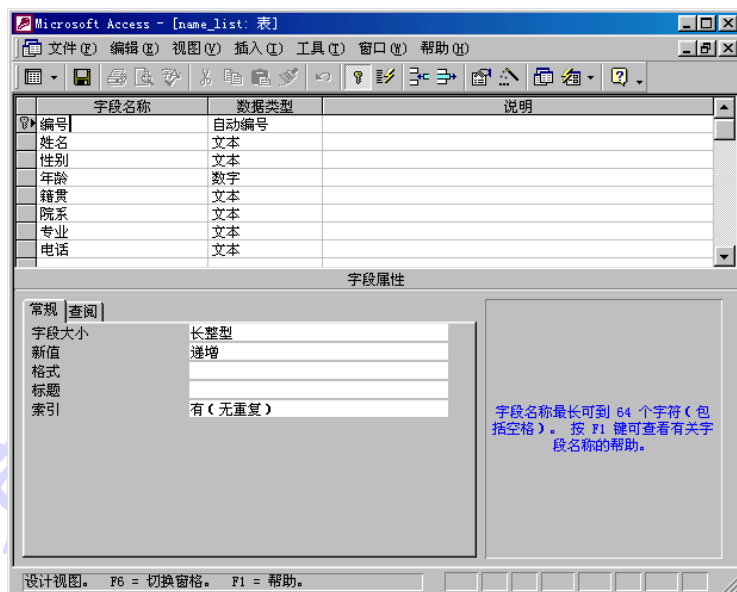 Microsoft Access - [name_list: 表]
文件(F) 编辑(E) 视图(V) 插入(I) 工具(T) 窗口(W) 帮助(H)
字段名称 数据类型 说明
编号 自动编号
姓名 文本
性别 文本
年龄 数字
籍贯 文本
院系 文本
专业 文本
电话 文本
字段属性
常规 查阅
字段大小 长整型
新值 递增
格式
标题
索引 有(无重复)
字段名称最长可到 64 个字符(包
括空格)。 按 F1 键可查看有关字
段名称的帮助。
设计视图。 F6 = 切换窗格。 F1 = 帮助。